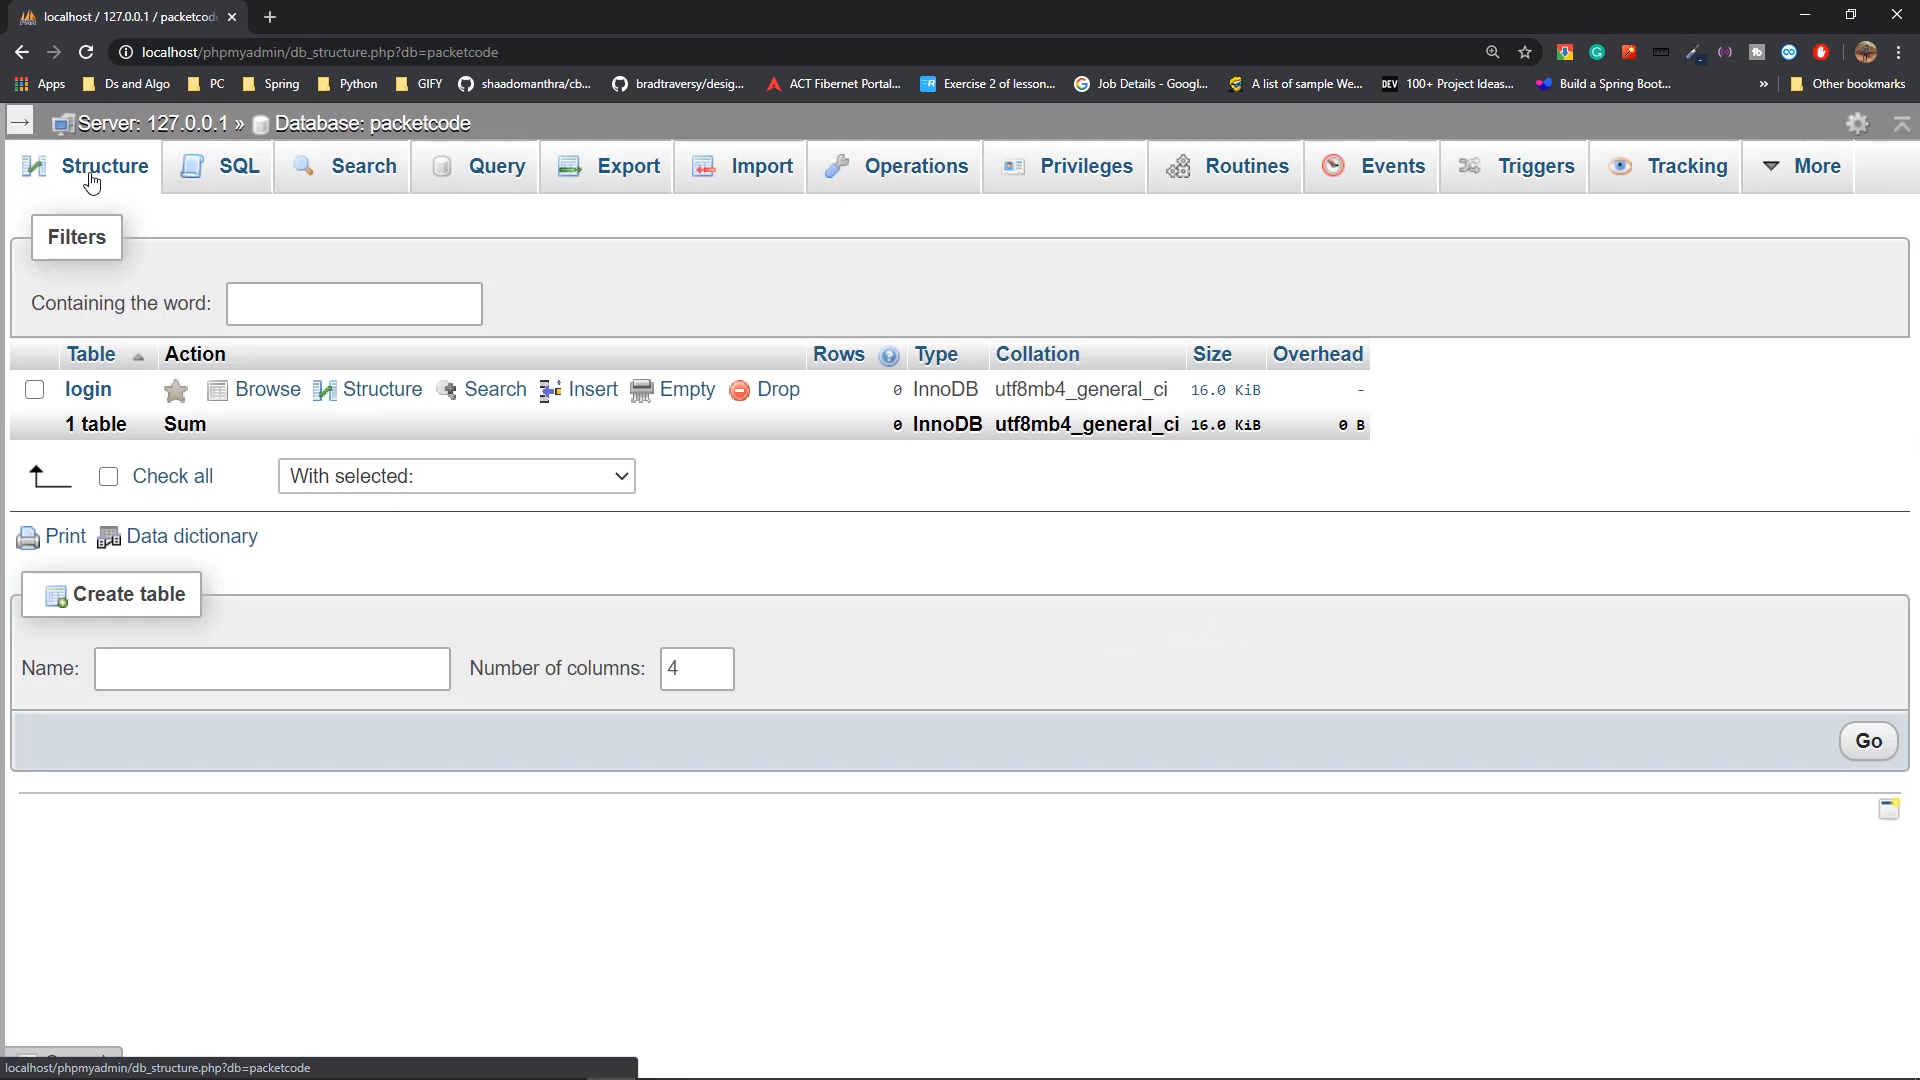 localhost / 127.0.0.1 / packetcod
localhost/phpmyadmin/db_structure.php?db=packetcode
Apps Ds and Algo PC Spring Python GIFY shaadomanthra/cb... bradtraversy/desig... ACT Fibernet Portal... Exercise 2 of lesson... Job Details - Googl... A list of sample We... DEV 100+ Project Ideas... Build a Spring Boot... » Other bookmarks
Server: 127.0.0.1 » Database: packetcode
Structure SQL Search Query Export Import Operations Privileges Routines Events Triggers Tracking More
Filters
Containing the word:
Table Action Rows Type Collation Size Overhead
login Browse Structure Search Insert Empty Drop 0 InnoDB utf8mb4_general_ci 16.0 KiB -
1 table Sum 0 InnoDB utf8mb4_general_ci 16.0 KiB 0 B
Check all With selected:
Print Data dictionary
Create table
Name: Number of columns: 4
Go
localhost/phpmyadmin/db_structure.php?db=packetcode